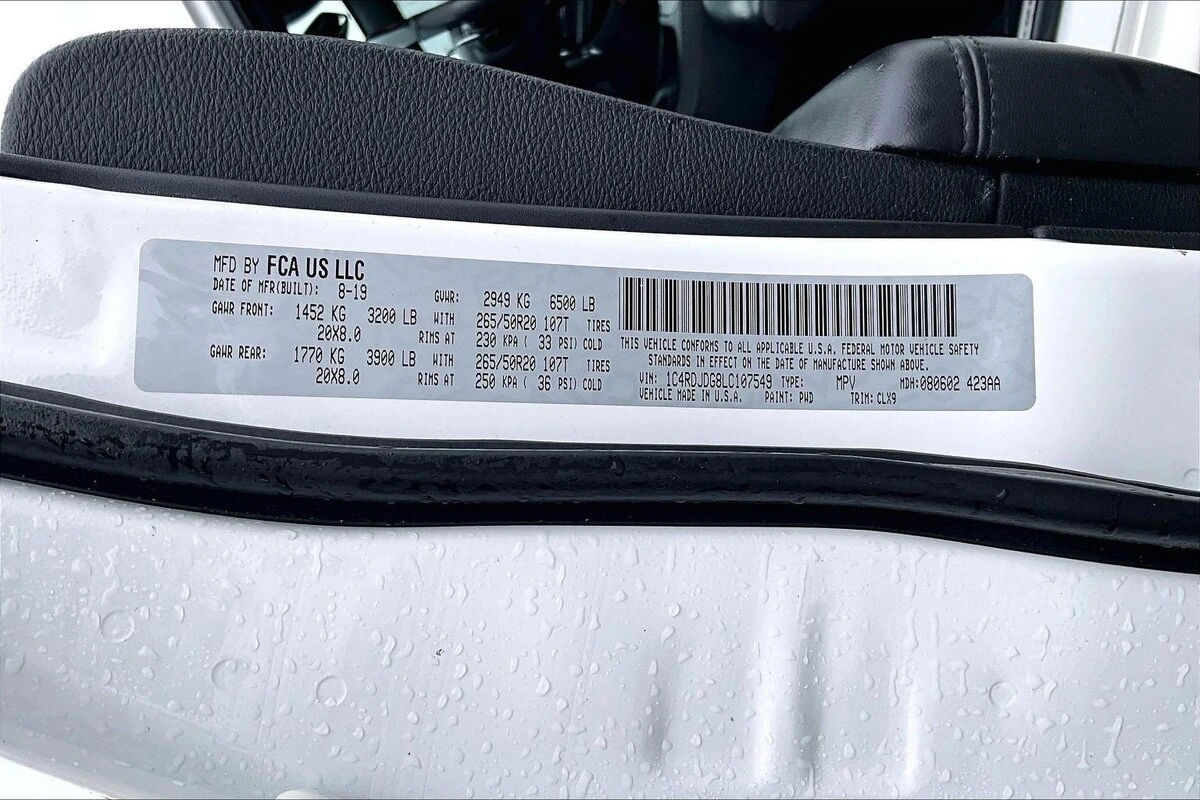 MFD BY FCA US LLC
DATE OF MFR(BUILT): 8-19 GVWR: 2949 KG 6500 LB
GAWR FRONT: 1452 KG 3200 LB WITH 265/50R20 107T TIRES
20X8.0 RIMS AT 230 KPA ( 33 PSI) COLD
GAWR REAR: 1770 KG 3900 LB WITH 265/50R20 107T TIRES
20X8.0 RIMS AT 250 KPA ( 36 PSI) COLD
THIS VEHICLE CONFORMS TO ALL APPLICABLE U.S.A. FEDERAL MOTOR VEHICLE SAFETY
STANDARDS IN EFFECT ON THE DATE OF MANUFACTURE SHOWN ABOVE.
VIN: 1C4RDJDG8LC107549 TYPE: MPV MDH:080602 423AA
VEHICLE MADE IN U.S.A. PAINT: PWD TRIM: CLX9